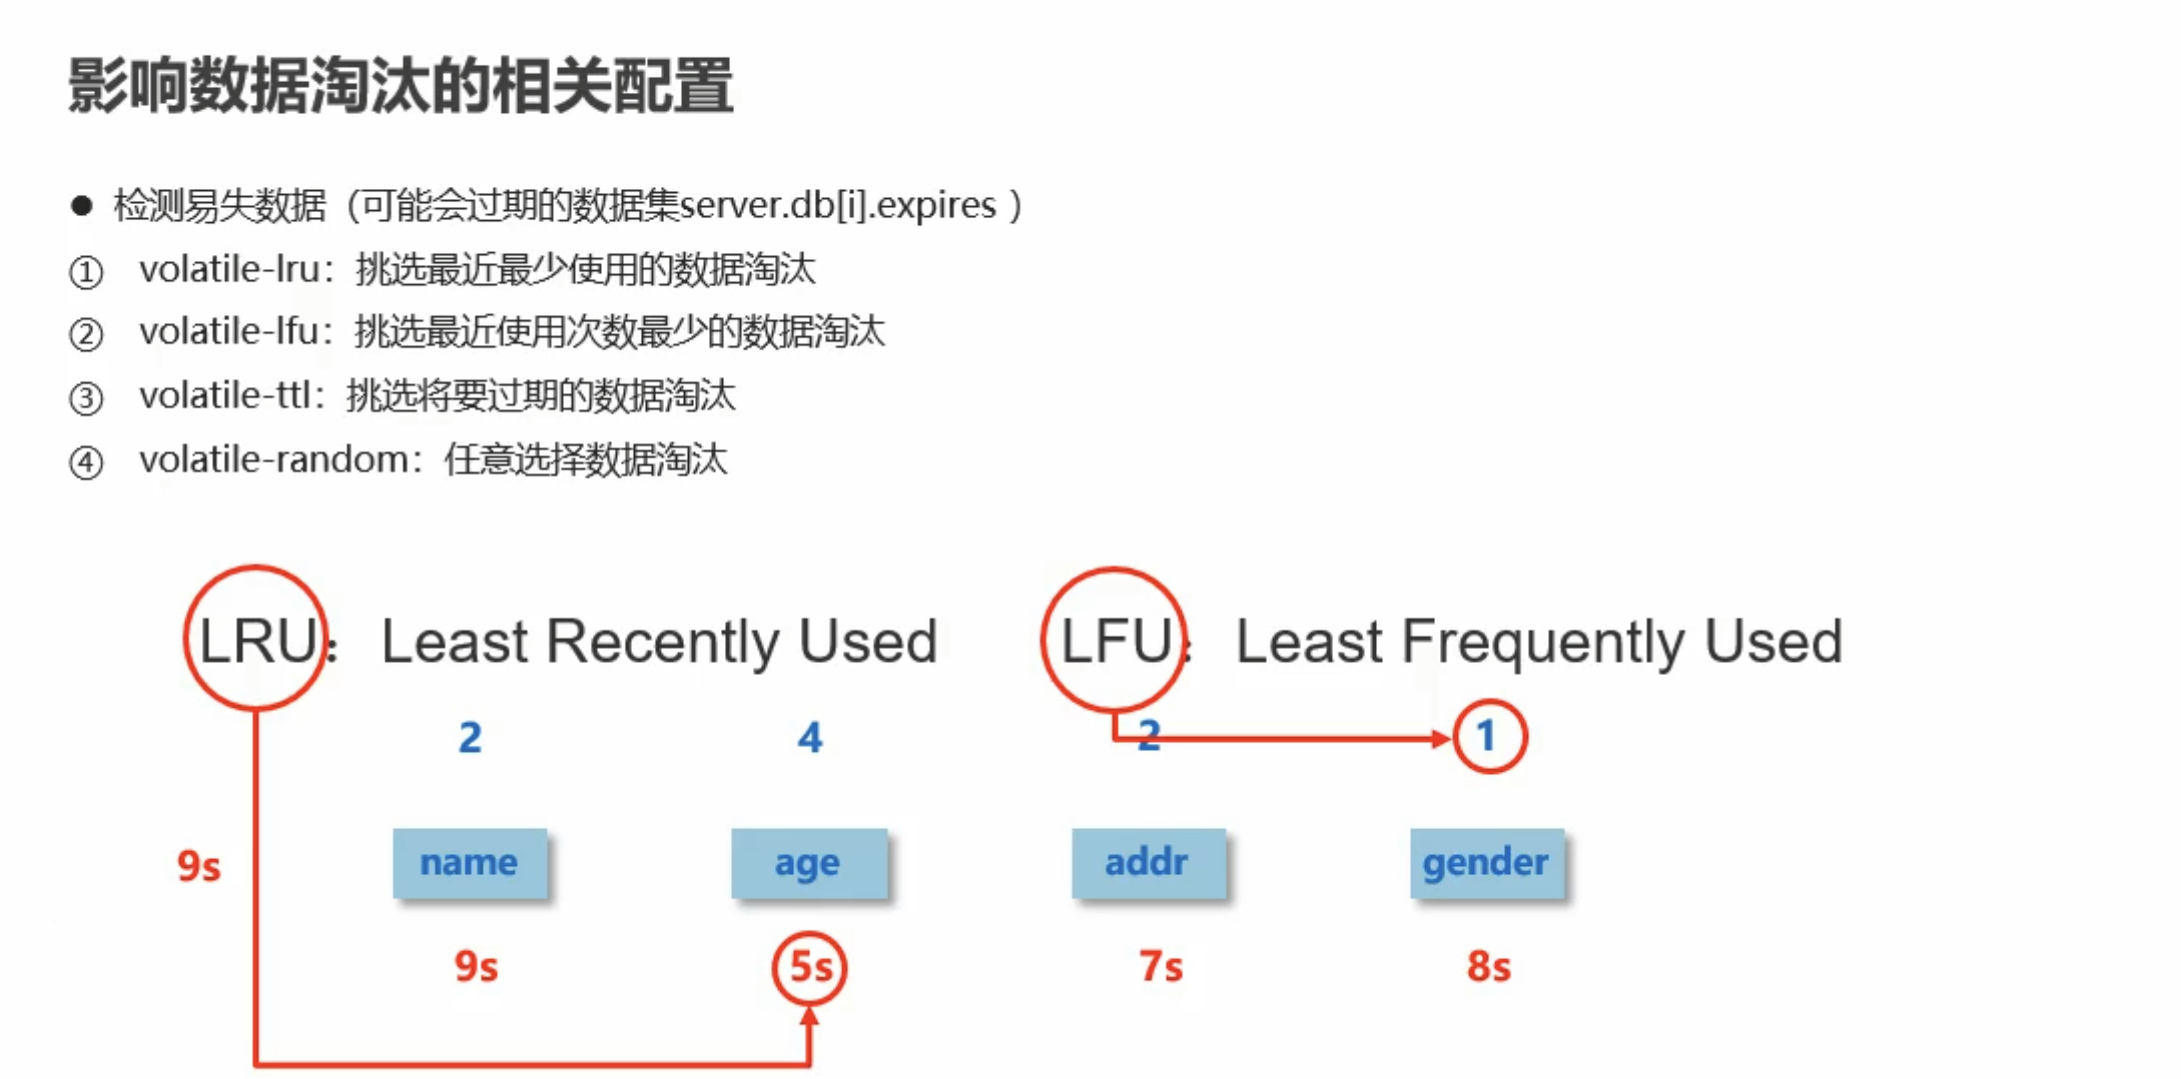 影响数据淘汰的相关配置
● 检测易失数据（可能会过期的数据集server.db[i].expires ）
① volatile-lru：挑选最近最少使用的数据淘汰
② volatile-lfu：挑选最近使用次数最少的数据淘汰
③ volatile-ttl：挑选将要过期的数据淘汰
④ volatile-random：任意选择数据淘汰
LRU： Least Recently Used LFU： Least Frequently Used
2 4 2 1
9s name age addr gender
9s 5s 7s 8s